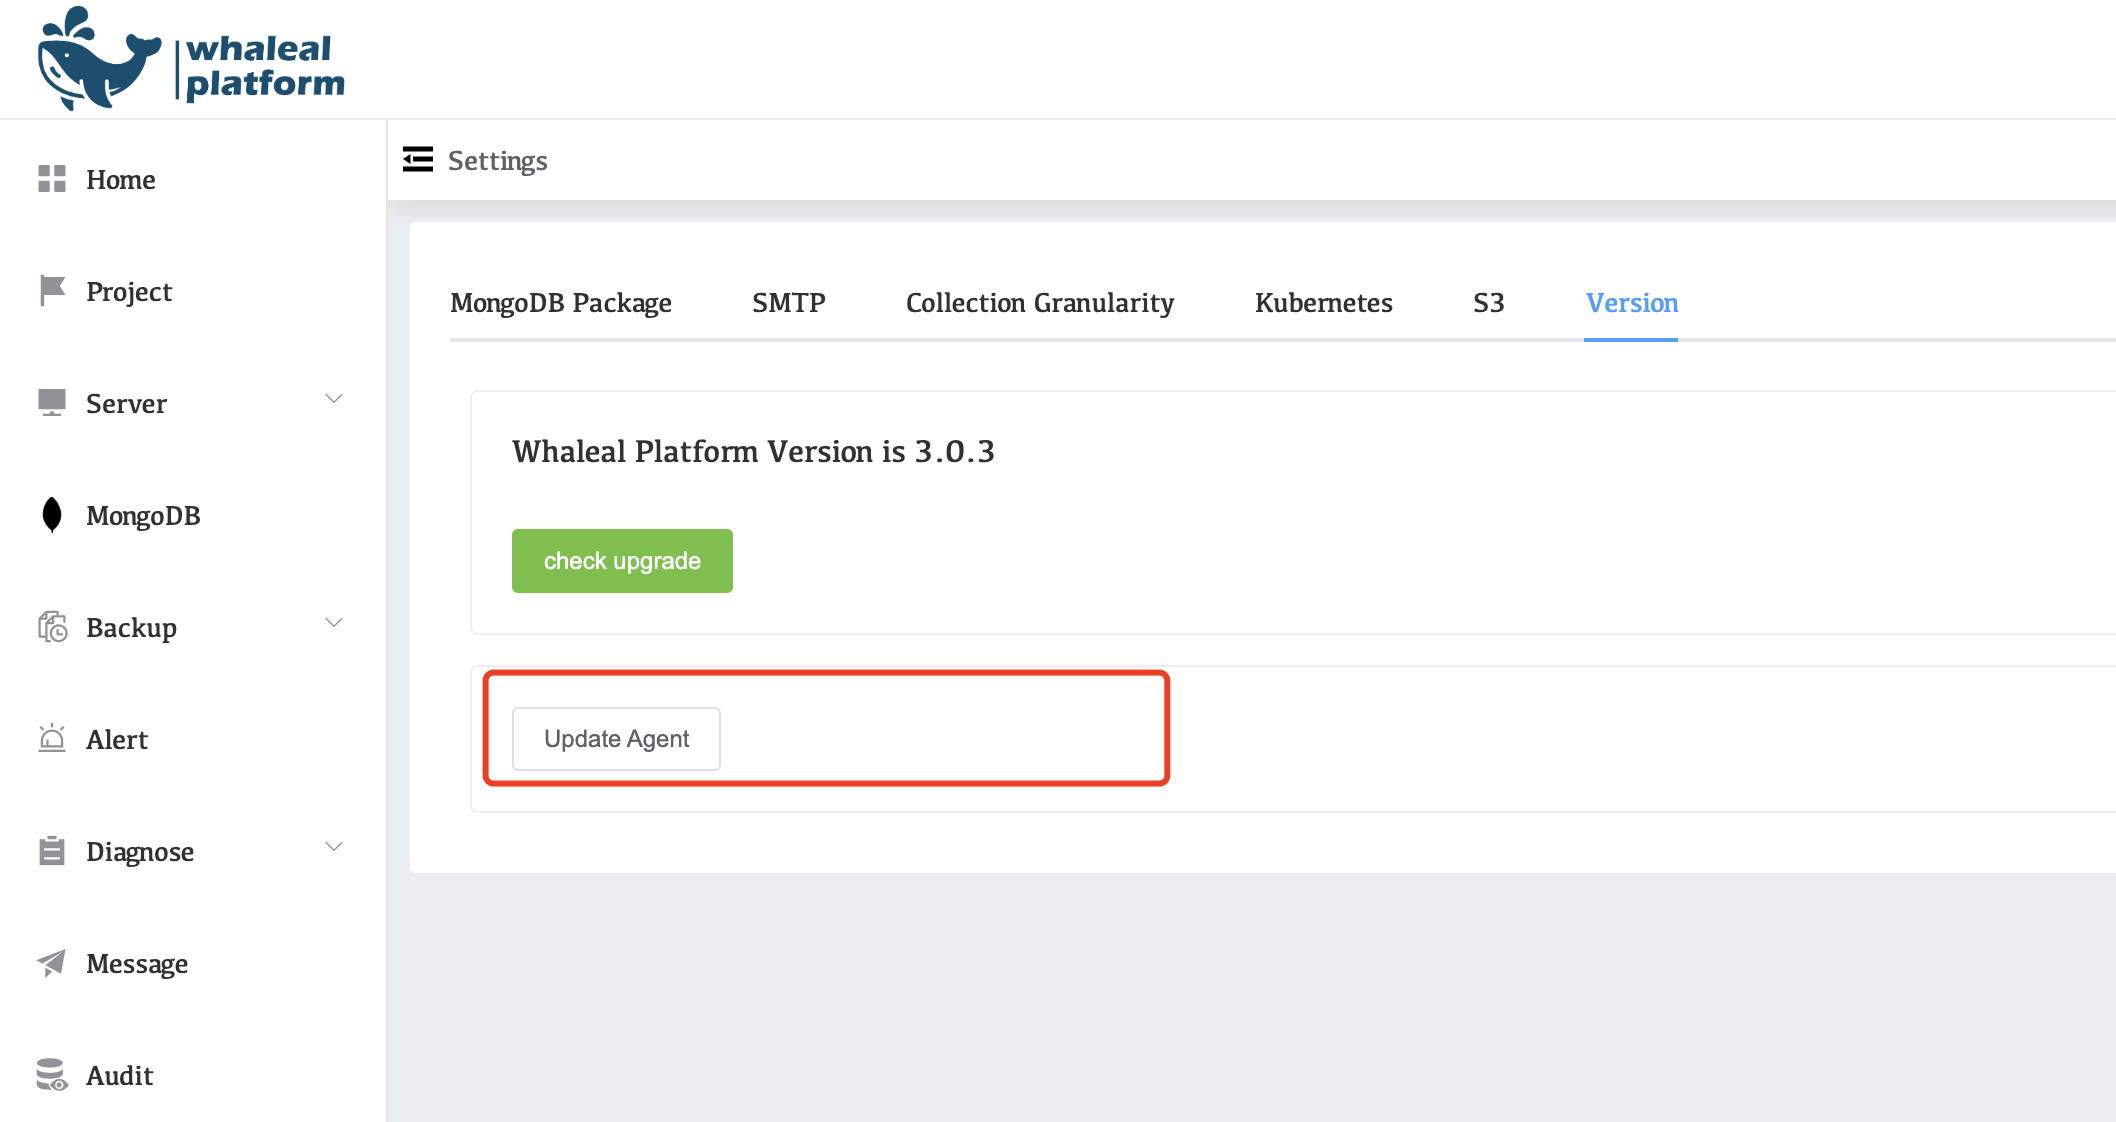 whaleal
platform
Home
Project
Server
MongoDB
Backup
Alert
Diagnose
Message
Audit
Settings
MongoDB Package SMTP Collection Granularity Kubernetes S3 Version
Whaleal Platform Version is 3.0.3
check upgrade
Update Agent